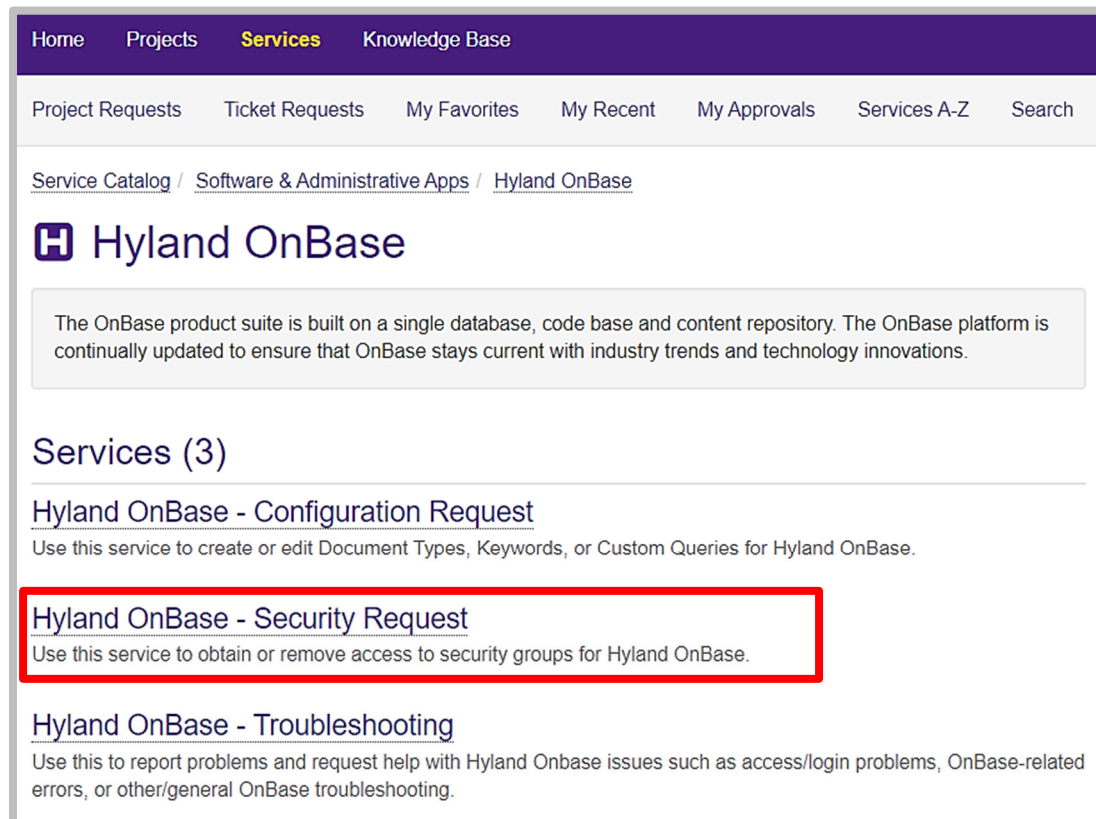 Home Projects Services Knowledge Base
Project Requests Ticket Requests My Favorites My Recent My Approvals Services A-Z Search
Service Catalog / Software & Administrative Apps / Hyland OnBase
H Hyland OnBase
The OnBase product suite is built on a single database, code base and content repository. The OnBase platform is
continually updated to ensure that OnBase stays current with industry trends and technology innovations.
Services (3)
Hyland OnBase - Configuration Request
Use this service to create or edit Document Types, Keywords, or Custom Queries for Hyland OnBase.
Hyland OnBase - Security Request
Use this service to obtain or remove access to security groups for Hyland OnBase.
Hyland OnBase - Troubleshooting
Use this to report problems and request help with Hyland Onbase issues such as access/login problems, OnBase-related
errors, or other/general OnBase troubleshooting.